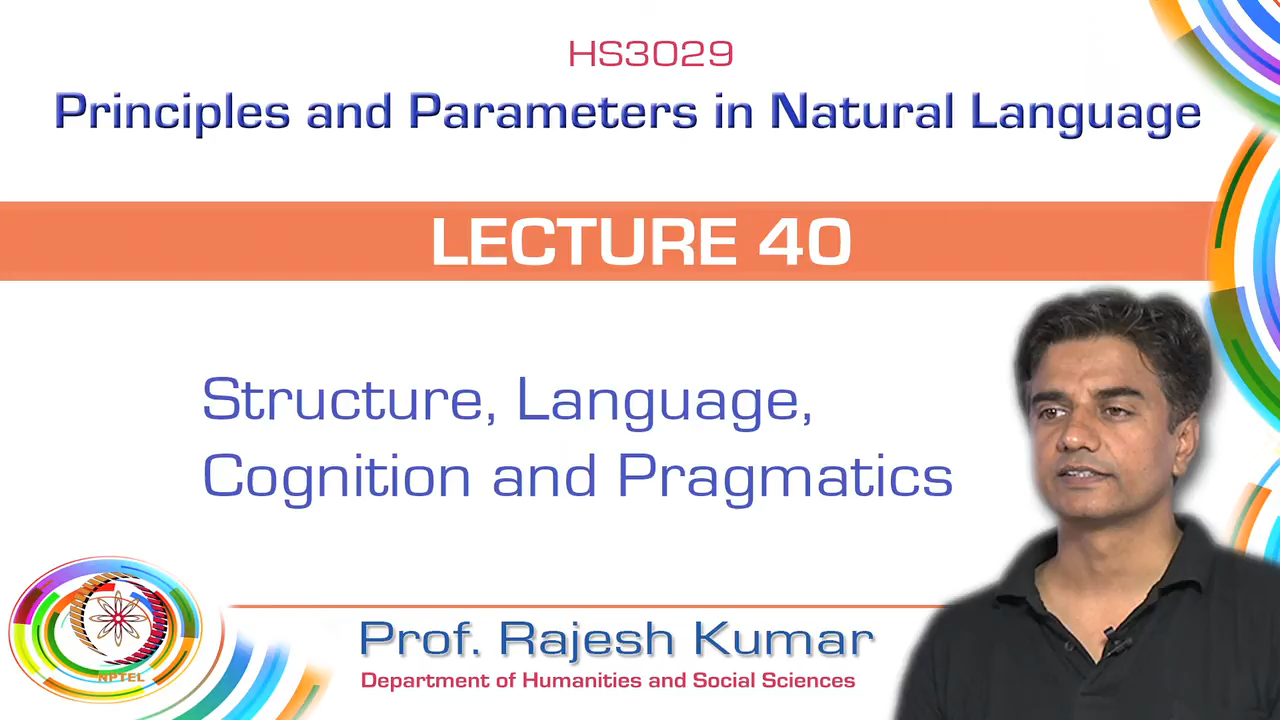 HS3029
Principles and Parameters in Natural Language
LECTURE 40
Structure, Language,
Cognition and Pragmatics
Prof. Rajesh Kumar
Department of Humanities and Social Sciences
NPTEL